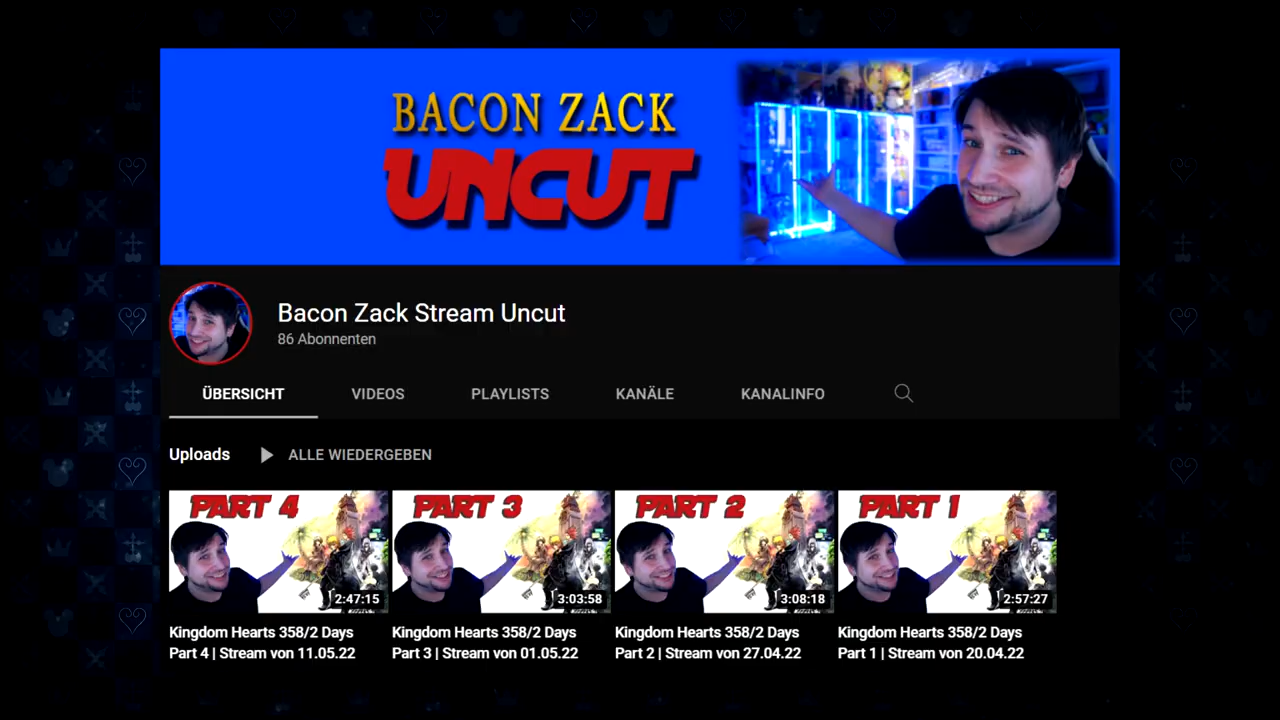 BACON ZACK
UNCUT
Bacon Zack Stream Uncut
86 Abonnenten
ÜBERSICHT VIDEOS PLAYLISTS KANÄLE KANALINFO
Uploads ALLE WIEDERGEBEN
PART 4 PART 3 PART 2 PART 1
2:47:15 3:03:58 3:08:18 2:57:27
Kingdom Hearts 358/2 Days Kingdom Hearts 358/2 Days Kingdom Hearts 358/2 Days Kingdom Hearts 358/2 Days
Part 4 | Stream von 11.05.22 Part 3 | Stream von 01.05.22 Part 2 | Stream von 27.04.22 Part 1 | Stream von 20.04.22